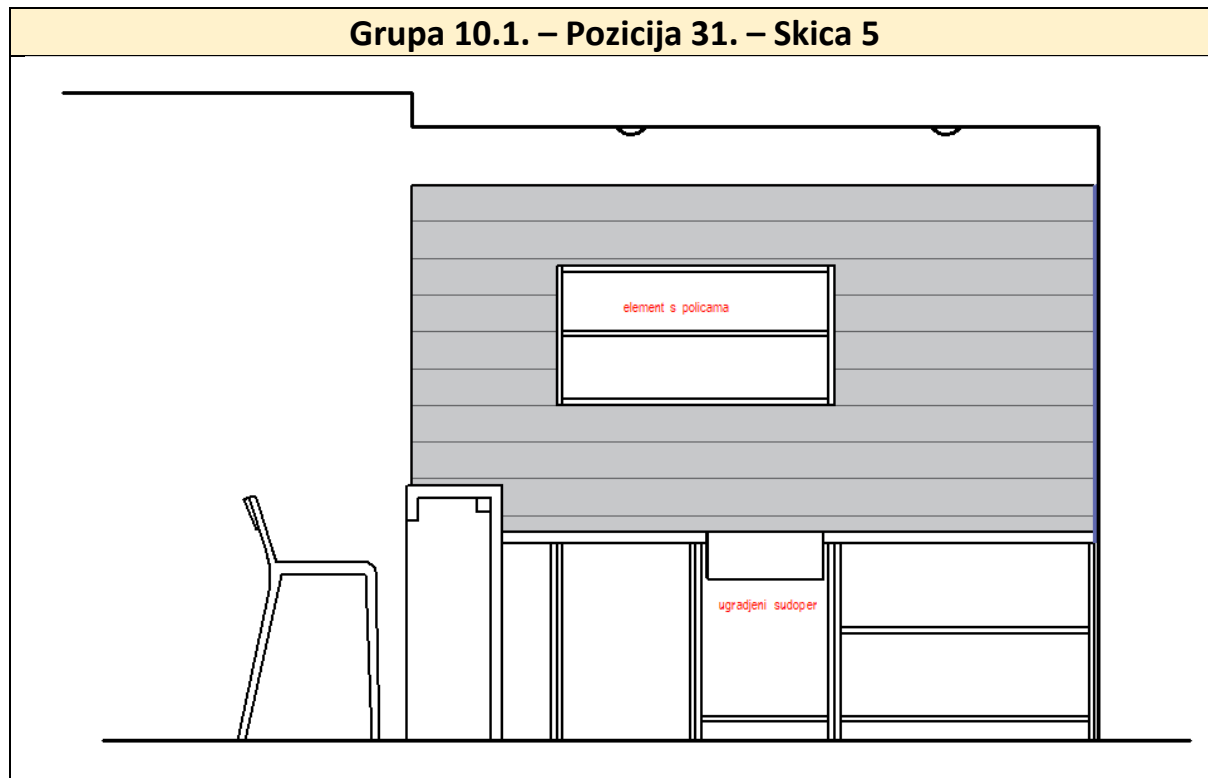 Grupa 10.1. – Pozicija 31. – Skica 5
element s policama
ugradjeni sudoper